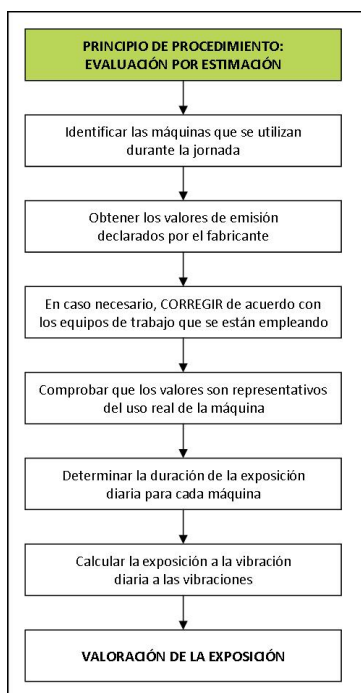 PRINCIPIO DE PROCEDIMIENTO:
EVALUACIÓN POR ESTIMACIÓN
Identificar las máquinas que se utilizan
durante la jornada
Obtener los valores de emisión
declarados por el fabricante
En caso necesario, CORREGIR de acuerdo con
los equipos de trabajo que se están empleando
Comprobar que los valores son representativos
del uso real de la máquina
Determinar la duración de la exposición
diaria para cada máquina
Calcular la exposición a la vibración
diaria a las vibraciones
VALORACIÓN DE LA EXPOSICIÓN